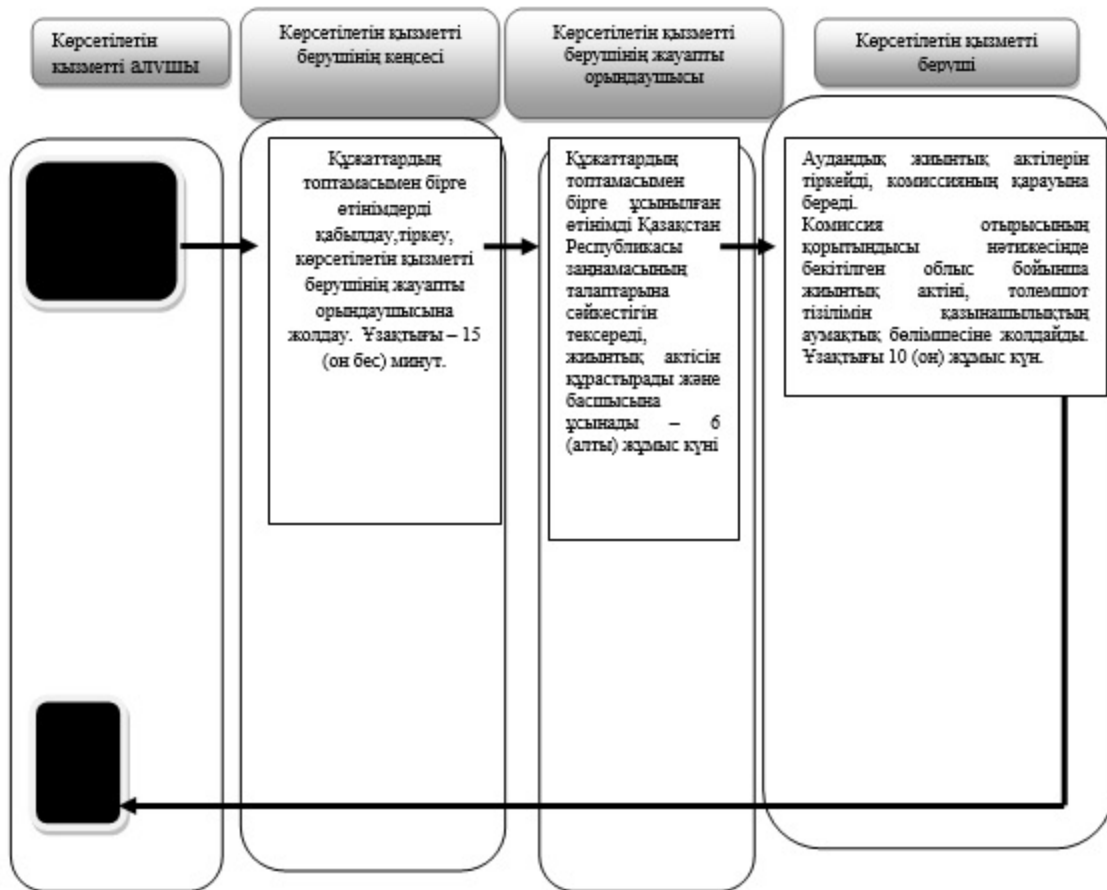 Көрсетілетін
қызметті алушы
Көрсетілетін қызметті
берушінің кеңсесі
Көрсетілетін қызметті
берушінің жауапты
орындаушысы
Көрсетілетін қызметті
беруші
Құжаттардың
топтамасымен бірге
өтінімдерді
қабылдау,тіркеу,
көрсетілетін қызметті
берушінің жауапты
орындаушысына
жолдау. Ұзақтығы – 15
(он бес) минут.
Құжаттардың
топтамасымен
бірге ұсынылған
өтінімді Қазақстан
Республикасы
заңнамасының
талаптарына
сәйкестігін
тексереді,
жиынтық актісін
құрастырады және
басшысына
ұсынады – 6
(алты) жұмыс күні
Аудандық жиынтық актілерін
тіркейді, комиссияның қарауына
береді.
Комиссия отырысының
қорытындысы нәтижесінде
бекітілген облыс бойынша
жиынтық актіні, толемшот
тізілімін қазынашылықтың
аумақтық бөлімшесіне жолдайды.
Ұзақтығы 10 (он) жұмыс күн.